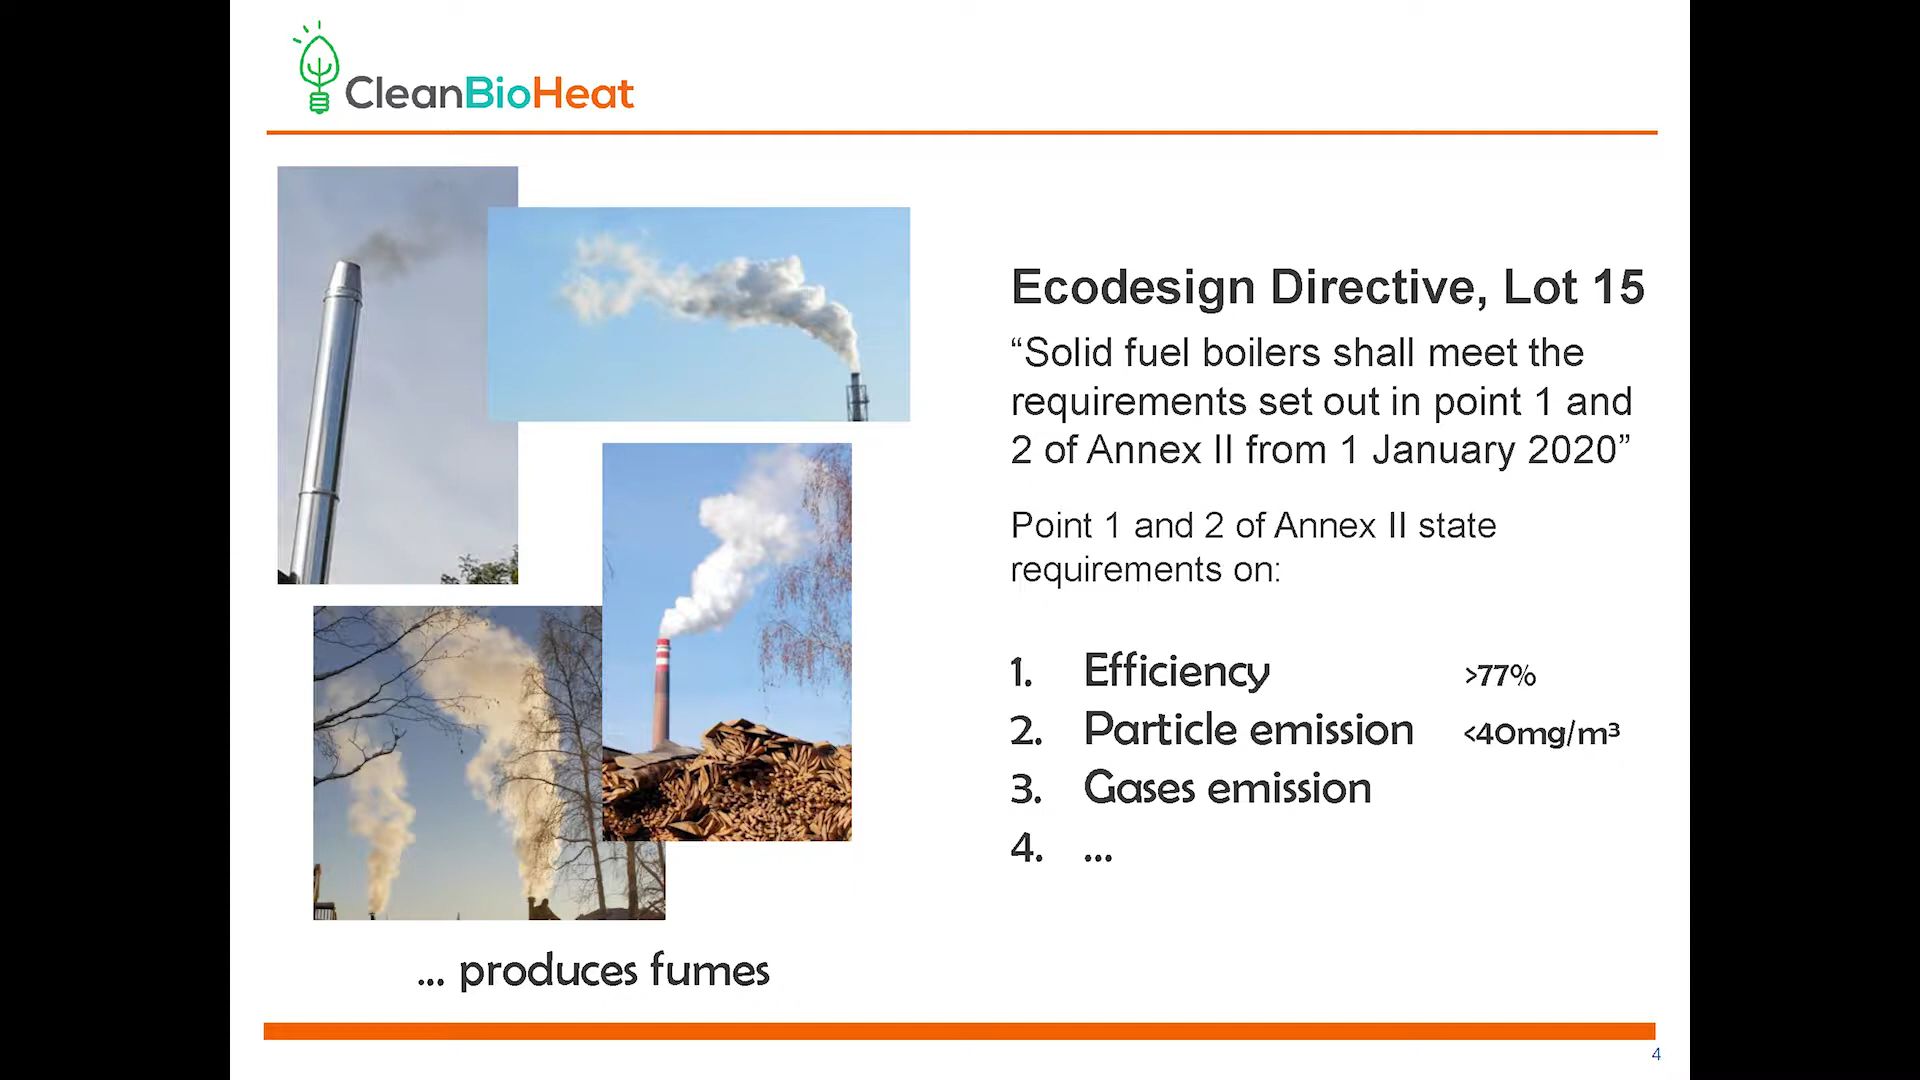 CleanBioHeat
Ecodesign Directive, Lot 15
“Solid fuel boilers shall meet the
requirements set out in point 1 and
2 of Annex II from 1 January 2020”
Point 1 and 2 of Annex II state
requirements on:
1. Efficiency >77%
2. Particle emission <40mg/m³
3. Gases emission
4. ...
... produces fumes
4